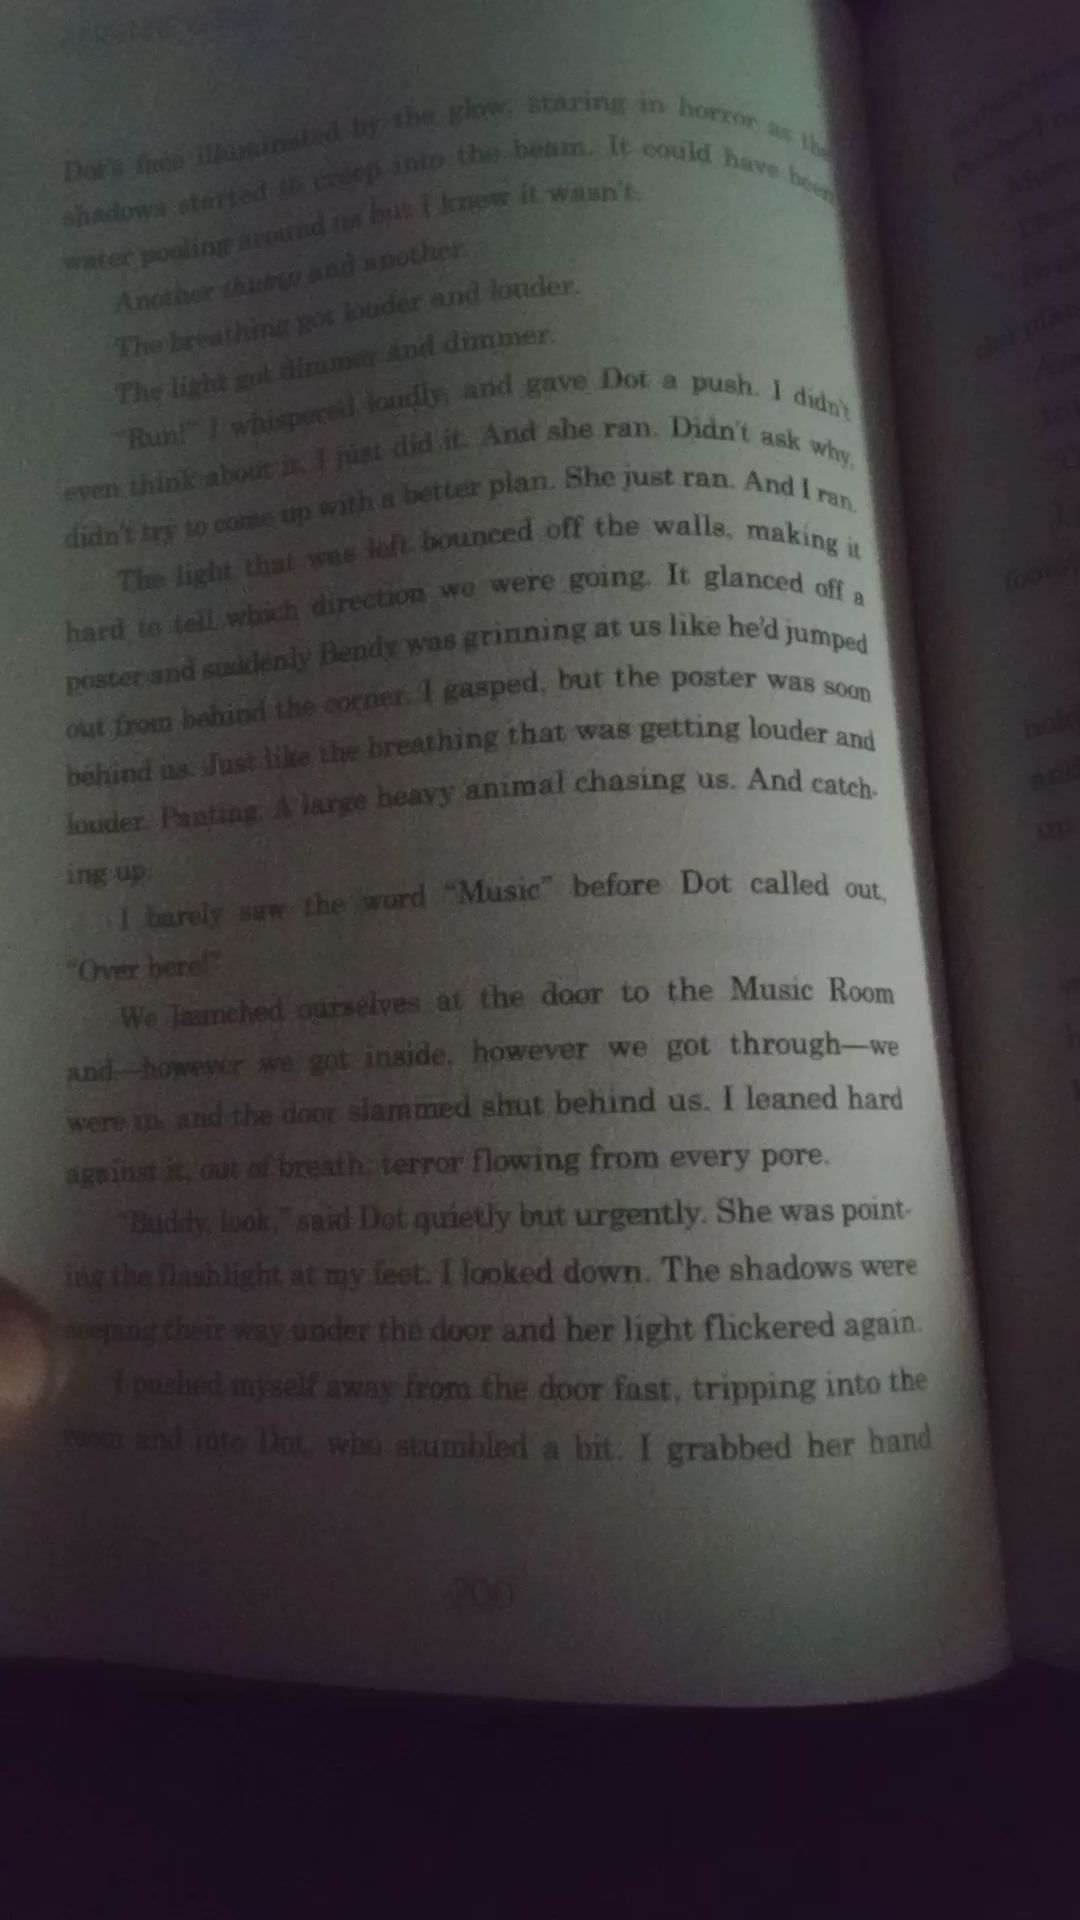 Dot's face illuminated by the glow, staring in horror as the
shadows started to creep into the beam. It could have been
water pooling around us but I knew it wasn't.
Another thump and another.
The breathing got louder and louder.
The light got dimmer and dimmer.
"Run!" I whispered loudly, and gave Dot a push. I didn't
even think about it, I just did it. And she ran. Didn't ask why,
didn't try to come up with a better plan. She just ran. And I ran.
The light that was left bounced off the walls, making it
hard to tell which direction we were going. It glanced off a
poster and suddenly Bendy was grinning at us like he'd jumped
out from behind the corner. I gasped, but the poster was soon
behind us. Just like the breathing that was getting louder and
louder. Panting. A large heavy animal chasing us. And catch-
ing up.
I barely saw the word "Music" before Dot called out,
"Over here!"
We launched ourselves at the door to the Music Room
and—however we got inside, however we got through—we
were in, and the door slammed shut behind us. I leaned hard
against it, out of breath, terror flowing from every pore.
"Buddy, look," said Dot quietly but urgently. She was point-
ing the flashlight at my feet. I looked down. The shadows were
seeping their way under the door and her light flickered again.
I pushed myself away from the door fast, tripping into the
room and into Dot, who stumbled a bit. I grabbed her hand
200